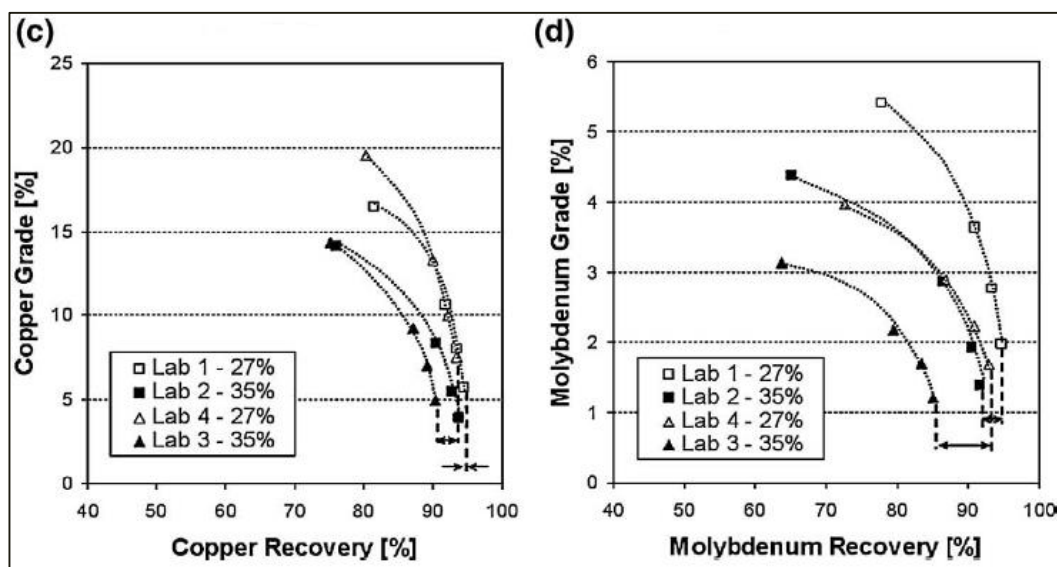 (c)
25
20
15
10
5
0
Copper Grade [%]
Lab 1 - 27%
Lab 2 - 35%
Lab 4 - 27%
Lab 3 - 35%
40 50 60 70 80 90 100
Copper Recovery [%]
(d)
6
5
4
3
2
1
0
Molybdenum Grade [%]
Lab 1 - 27%
Lab 2 - 35%
Lab 4 - 27%
Lab 3 - 35%
40 50 60 70 80 90 100
Molybdenum Recovery [%]